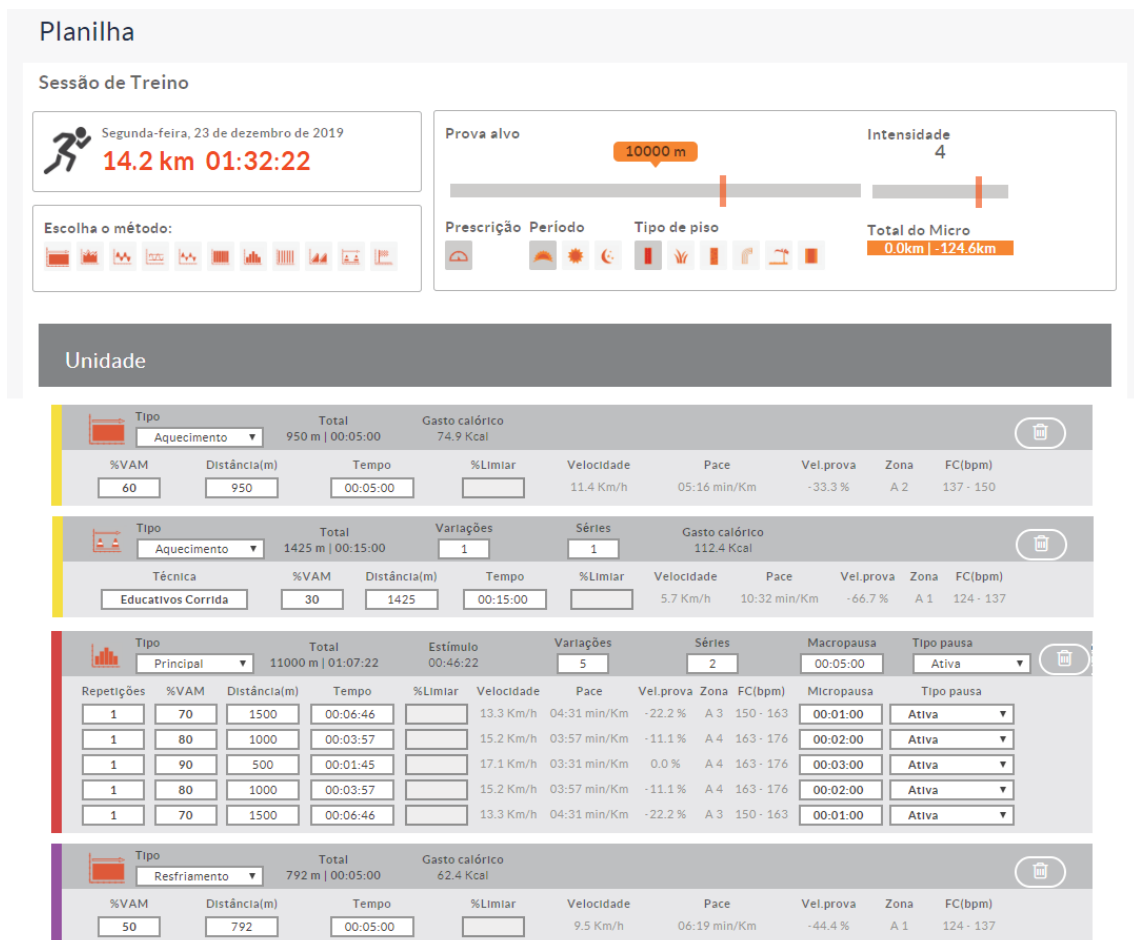 Planilha
Sessão de Treino
Segunda-feira, 23 de dezembro de 2019
14.2 km 01:32:22
Escolha o método:
Prova alvo
10000 m
Intensidade
4
Prescrição Período Tipo de piso
Total do Micro
0.0km | -124.6km
Unidade
Tipo Total Gasto calórico
Aquecimento 950 m | 00:05:00 74.9 Kcal
%VAM Distância(m) Tempo %Limiar Velocidade Pace Vel.prova Zona FC(bpm)
60 950 00:05:00 11.4 Km/h 05:16 min/Km -33.3 % A 2 137 - 150
Tipo Total Variações Séries Gasto calórico
Aquecimento 1425 m | 00:15:00 1 1 112.4 Kcal
Técnica %VAM Distância(m) Tempo %Limiar Velocidade Pace Vel.prova Zona FC(bpm)
Educativos Corrida 30 1425 00:15:00 5.7 Km/h 10:32 min/Km -66.7 % A 1 124 - 137
Tipo Total Estímulo Variações Séries Macropausa Tipo pausa
Principal 11000 m | 01:07:22 00:46:22 5 2 00:05:00 Ativa
Repetições %VAM Distância(m) Tempo %Limiar Velocidade Pace Vel.prova Zona FC(bpm) Micropausa Tipo pausa
1 70 1500 00:06:46 13.3 Km/h 04:31 min/Km -22.2 % A 3 150 - 163 00:01:00 Ativa
1 80 1000 00:03:57 15.2 Km/h 03:57 min/Km -11.1 % A 4 163 - 176 00:02:00 Ativa
1 90 500 00:01:45 17.1 Km/h 03:31 min/Km 0.0 % A 4 163 - 176 00:03:00 Ativa
1 80 1000 00:03:57 15.2 Km/h 03:57 min/Km -11.1 % A 4 163 - 176 00:02:00 Ativa
1 70 1500 00:06:46 13.3 Km/h 04:31 min/Km -22.2 % A 3 150 - 163 00:01:00 Ativa
Tipo Total Gasto calórico
Resfriamento 792 m | 00:05:00 62.4 Kcal
%VAM Distância(m) Tempo %Limiar Velocidade Pace Vel.prova Zona FC(bpm)
50 792 00:05:00 9.5 Km/h 06:19 min/Km -44.4 % A 1 124 - 137